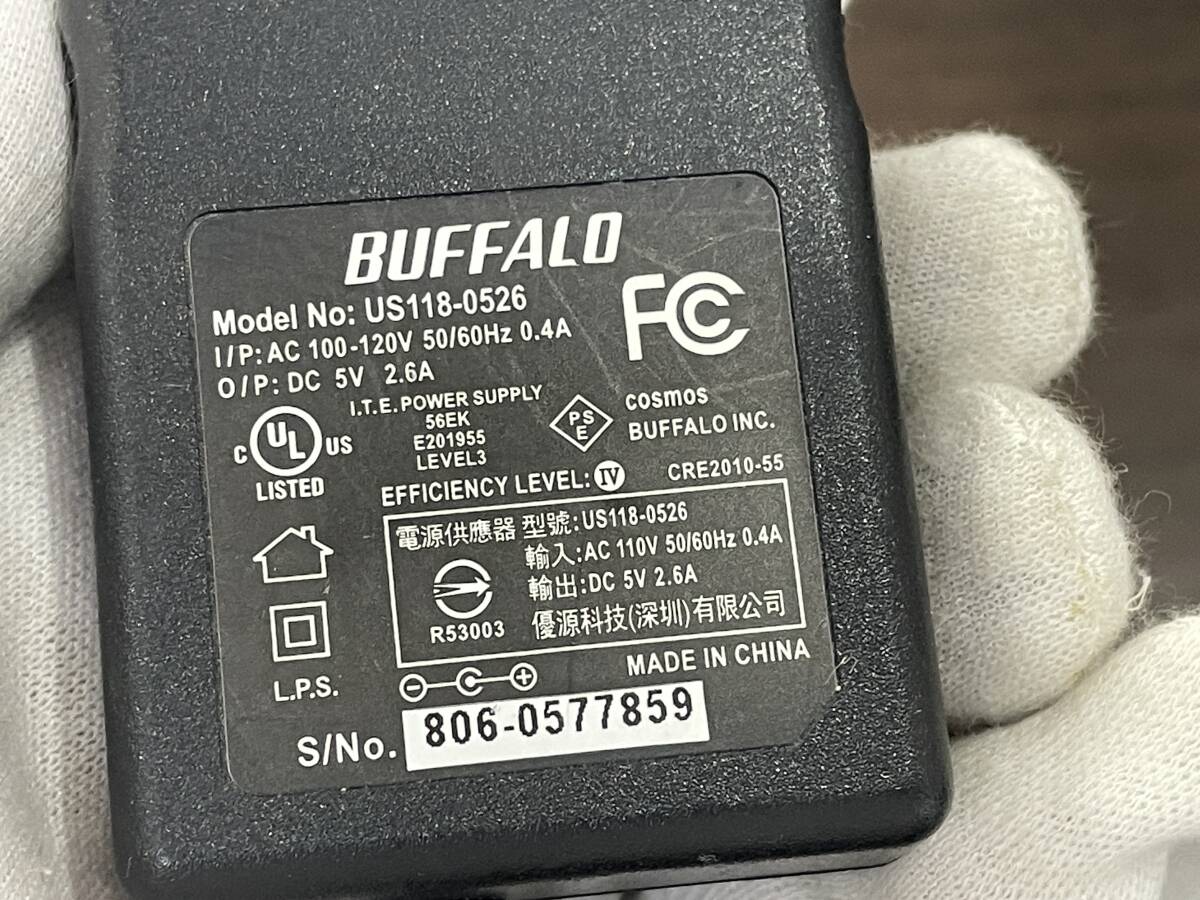 BUFFALO
Model No: US118-0526
I/P: AC 100-120V 50/60Hz 0.4A
O/P: DC 5V 2.6A
FC
I.T.E. POWER SUPPLY
56EK
E201955
LEVEL3
C UL US
LISTED
PSE
cosmos
BUFFALO INC.
EFFICIENCY LEVEL: IV
CRE2010-55
電源供應器 型號:US118-0526
輸入:AC 110V 50/60Hz 0.4A
輸出:DC 5V 2.6A
R53003
優源科技(深圳)有限公司
L.P.S.
MADE IN CHINA
S/No. 806-0577859